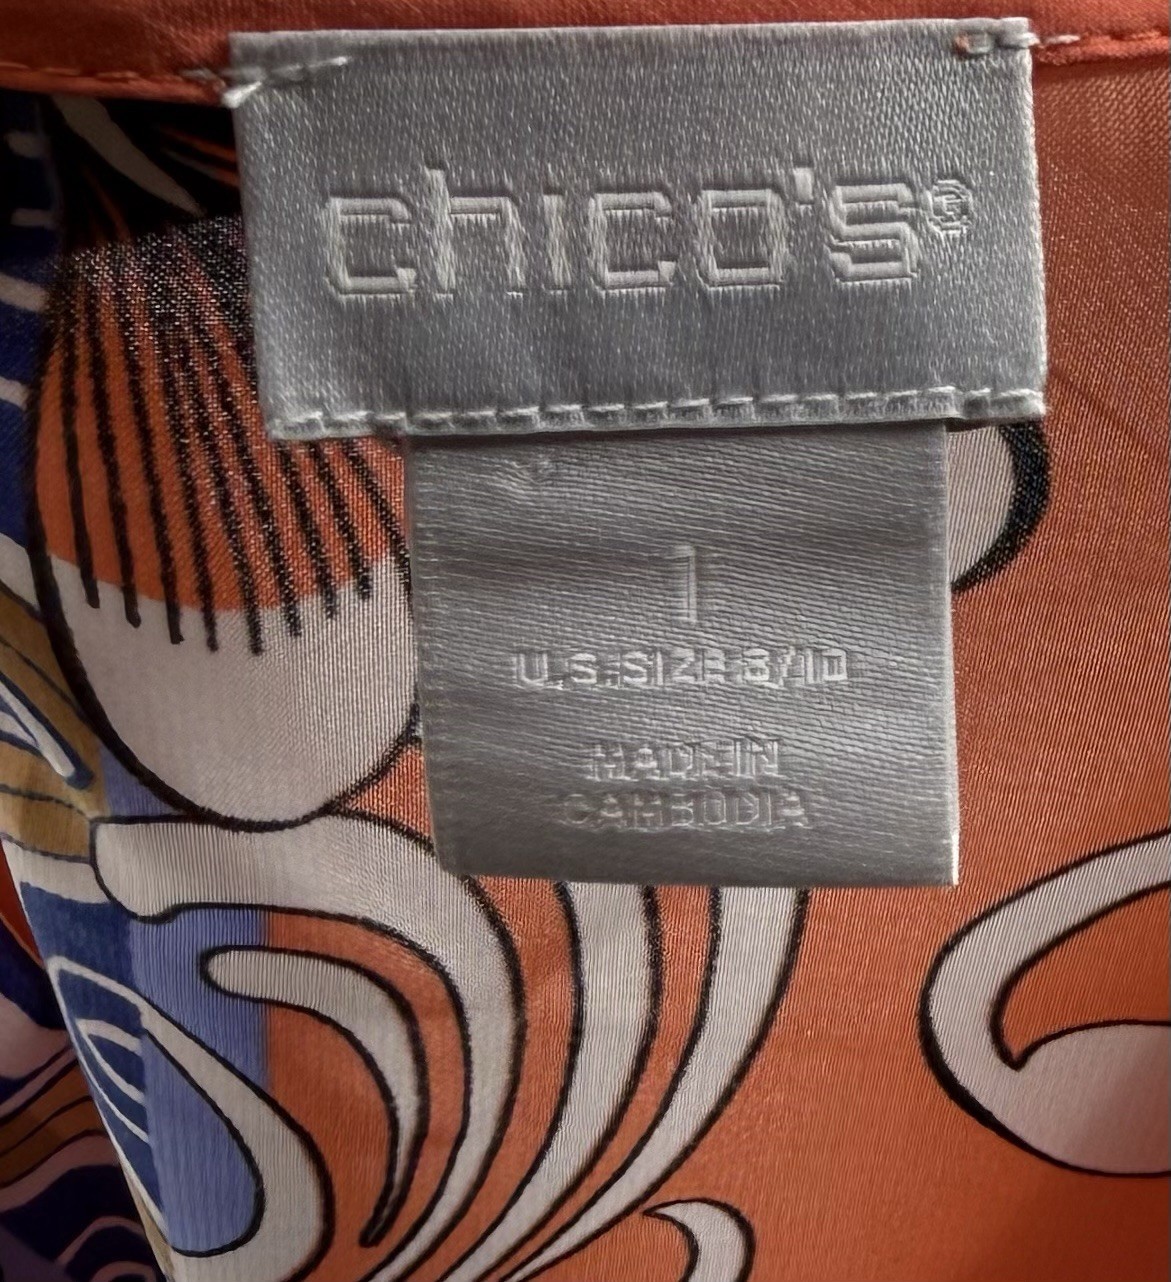 chico's®
1
U.S. SIZE 8/10
MADE IN
CAMBODIA